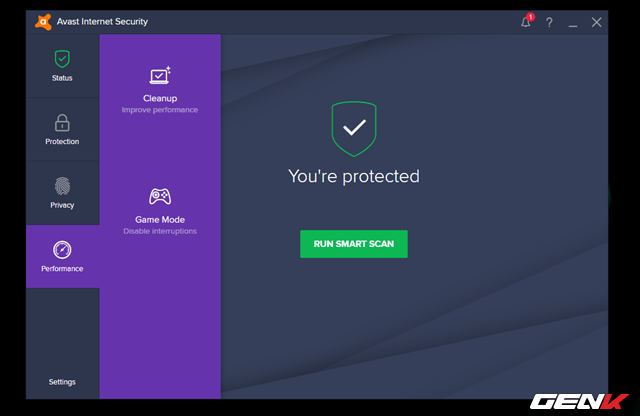 Avast Internet Security
1
?
Status
Protection
Privacy
Performance
Settings
Cleanup
Improve performance
Game Mode
Disable interruptions
You're protected
RUN SMART SCAN
GENK